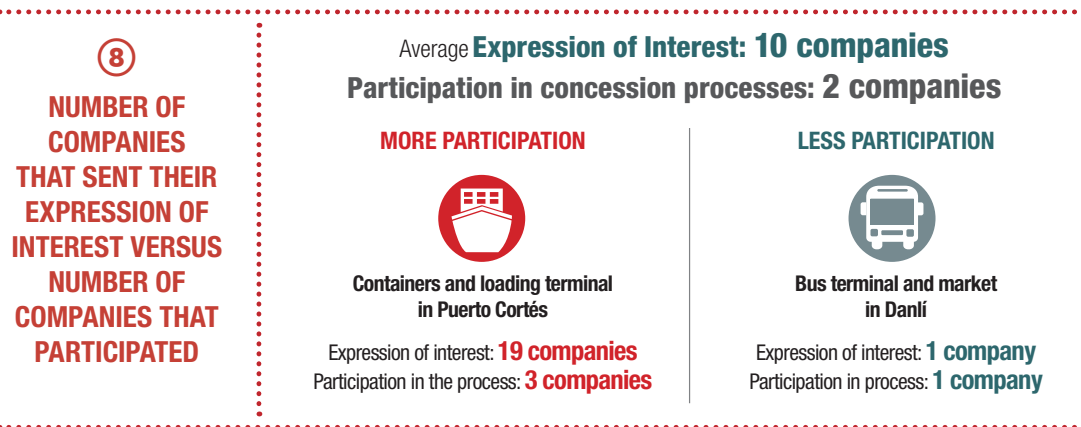 8
NUMBER OF
COMPANIES
THAT SENT THEIR
EXPRESSION OF
INTEREST VERSUS
NUMBER OF
COMPANIES THAT
PARTICIPATED
Average Expression of Interest: 10 companies
Participation in concession processes: 2 companies
MORE PARTICIPATION
Containers and loading terminal
in Puerto Cortés
Expression of interest: 19 companies
Participation in the process: 3 companies
LESS PARTICIPATION
Bus terminal and market
in Danlí
Expression of interest: 1 company
Participation in process: 1 company